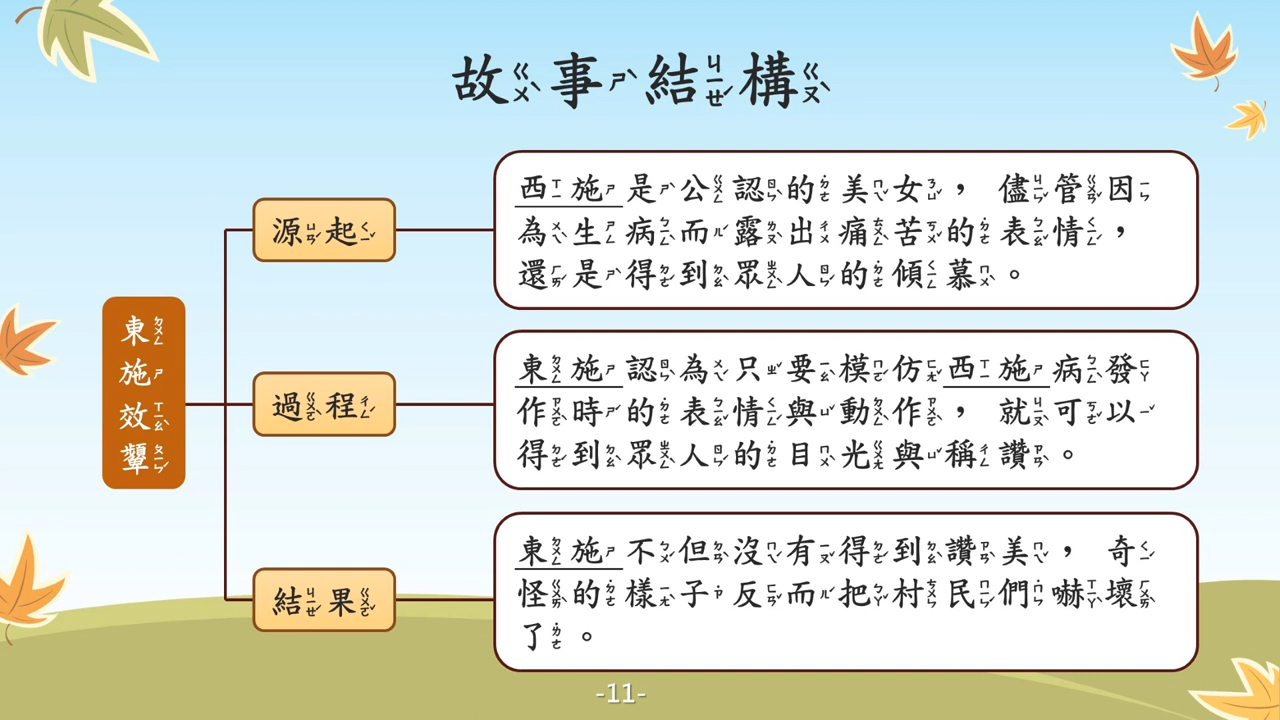 故事結構
東施效顰
源起
西施是公認的美女，儘管因
為生病而露出痛苦的表情，
還是得到眾人的傾慕。
過程
東施認為只要模仿西施病發
作時的表情與動作，就可以
得到眾人的目光與稱讚。
結果
東施不但沒有得到讚美，奇
怪的樣子反而把村民們嚇壞
了。
-11-